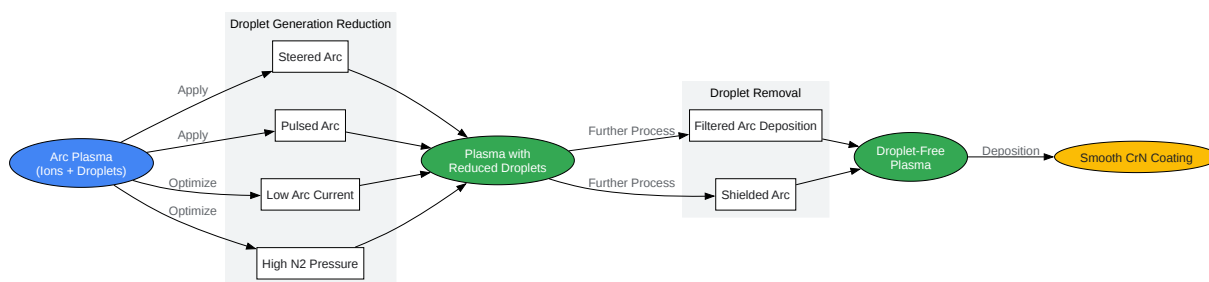 Droplet Generation Reduction
Steered Arc
Apply
Pulsed Arc
Apply
Arc Plasma
(Ions + Droplets)
Optimize
Low Arc Current
Optimize
High N2 Pressure
Plasma with
Reduced Droplets
Further Process
Further Process
Droplet Removal
Filtered Arc Deposition
Shielded Arc
Droplet-Free
Plasma
Deposition
Smooth CrN Coating